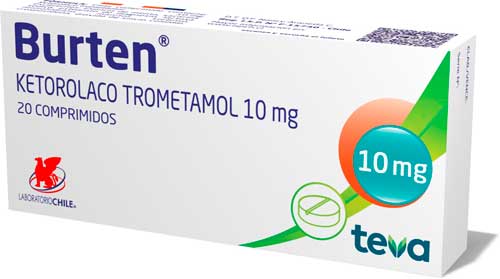 Burten®
KETOROLACO TROMETAMOL 10 mg
20 COMPRIMIDOS
10 mg
LABORATORIOCHILE®
teva